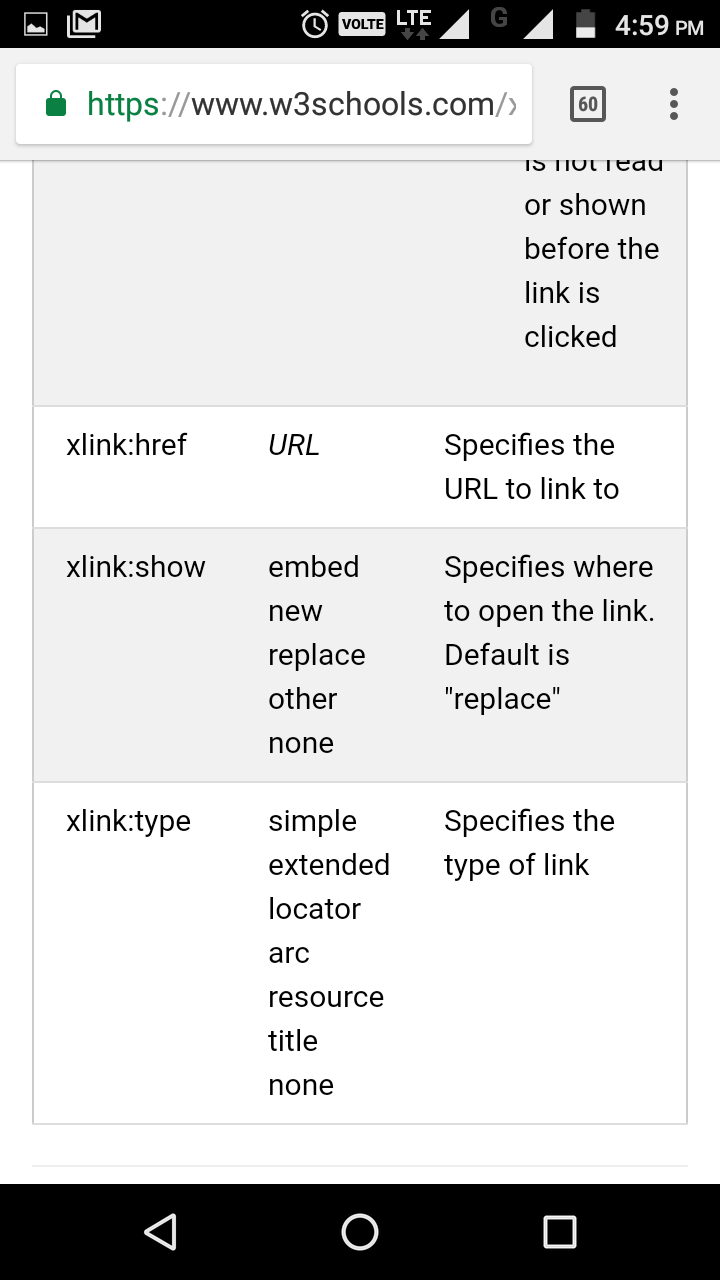 VOLTE LTE G 4:59 PM
https://www.w3schools.com/x 60
is not read
or shown
before the
link is
clicked
xlink:href URL Specifies the
URL to link to
xlink:show embed Specifies where
new to open the link.
replace Default is
other "replace"
none
xlink:type simple Specifies the
extended type of link
locator
arc
resource
title
none